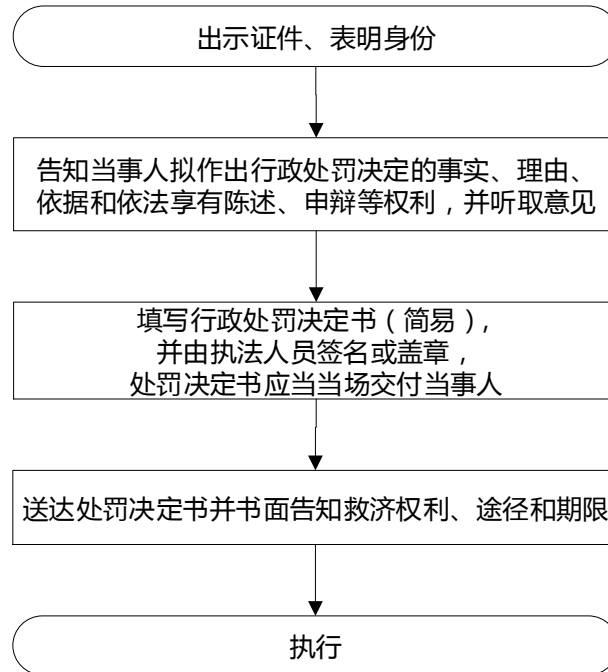 出示证件、表明身份
告知当事人拟作出行政处罚决定的事实、理由、
依据和依法享有陈述、申辩等权利，并听取意见
填写行政处罚决定书（简易），
并由执法人员签名或盖章，
处罚决定书应当当场交付当事人
送达处罚决定书并书面告知救济权利、途径和期限
执行